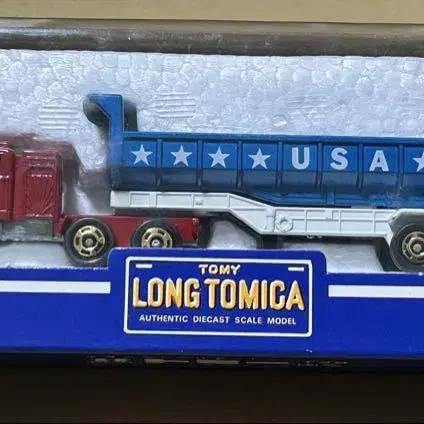 USA
TOMY
LONG TOMICA
AUTHENTIC DIECAST SCALE MODEL